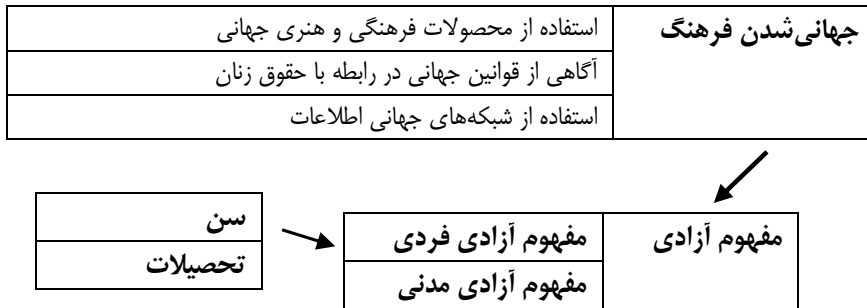 جهانی‌شدن فرهنگ
استفاده از محصولات فرهنگی و هنری جهانی
آگاهی از قوانین جهانی در رابطه با حقوق زنان
استفاده از شبکه‌های جهانی اطلاعات
مفهوم آزادی
مفهوم آزادی فردی
مفهوم آزادی مدنی
سن
تحصیلات